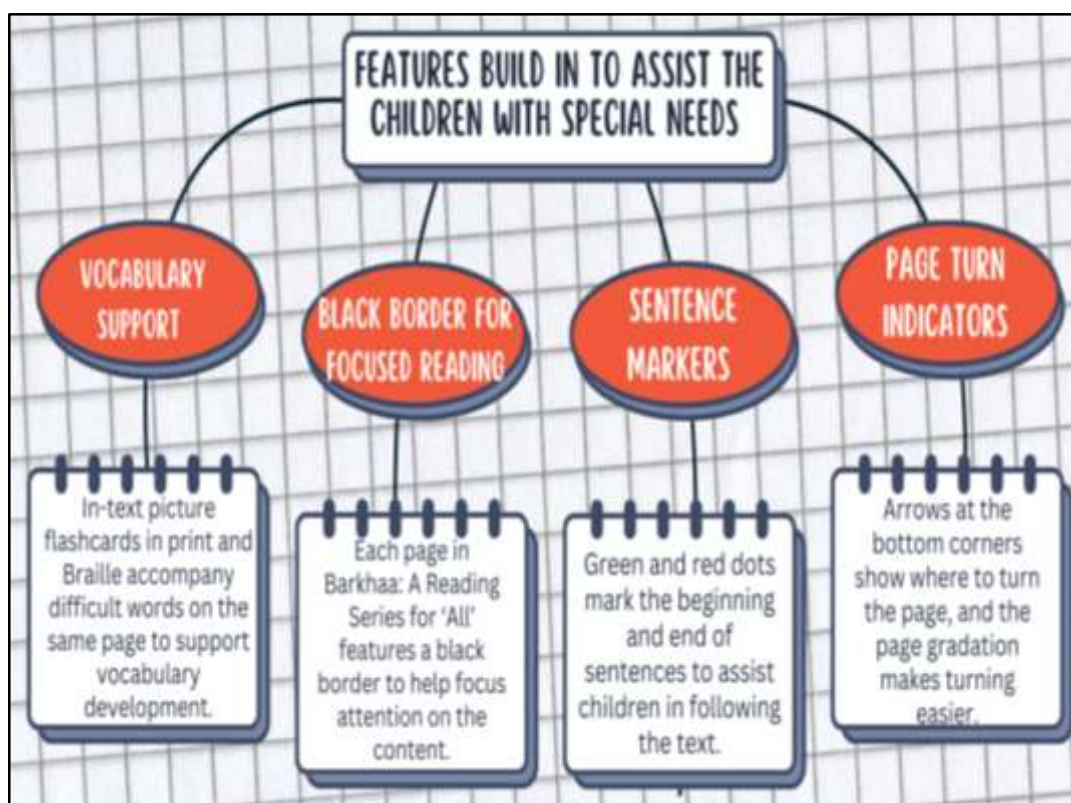 FEATURES BUILD IN TO ASSIST THE
CHILDREN WITH SPECIAL NEEDS
VOCABULARY
SUPPORT
In-text picture
flashcards in print and
Braille accompany
difficult words on the
same page to support
vocabulary
development.
BLACK BORDER FOR
FOCUSED READING
Each page in
Barkhaa: A Reading
Series for ‘All’
features a black
border to help focus
attention on the
content.
SENTENCE
MARKERS
Green and red dots
mark the beginning
and end of
sentences to assist
children in following
the text.
PAGE TURN
INDICATORS
Arrows at the
bottom corners
show where to turn
the page, and the
page gradation
makes turning
easier.